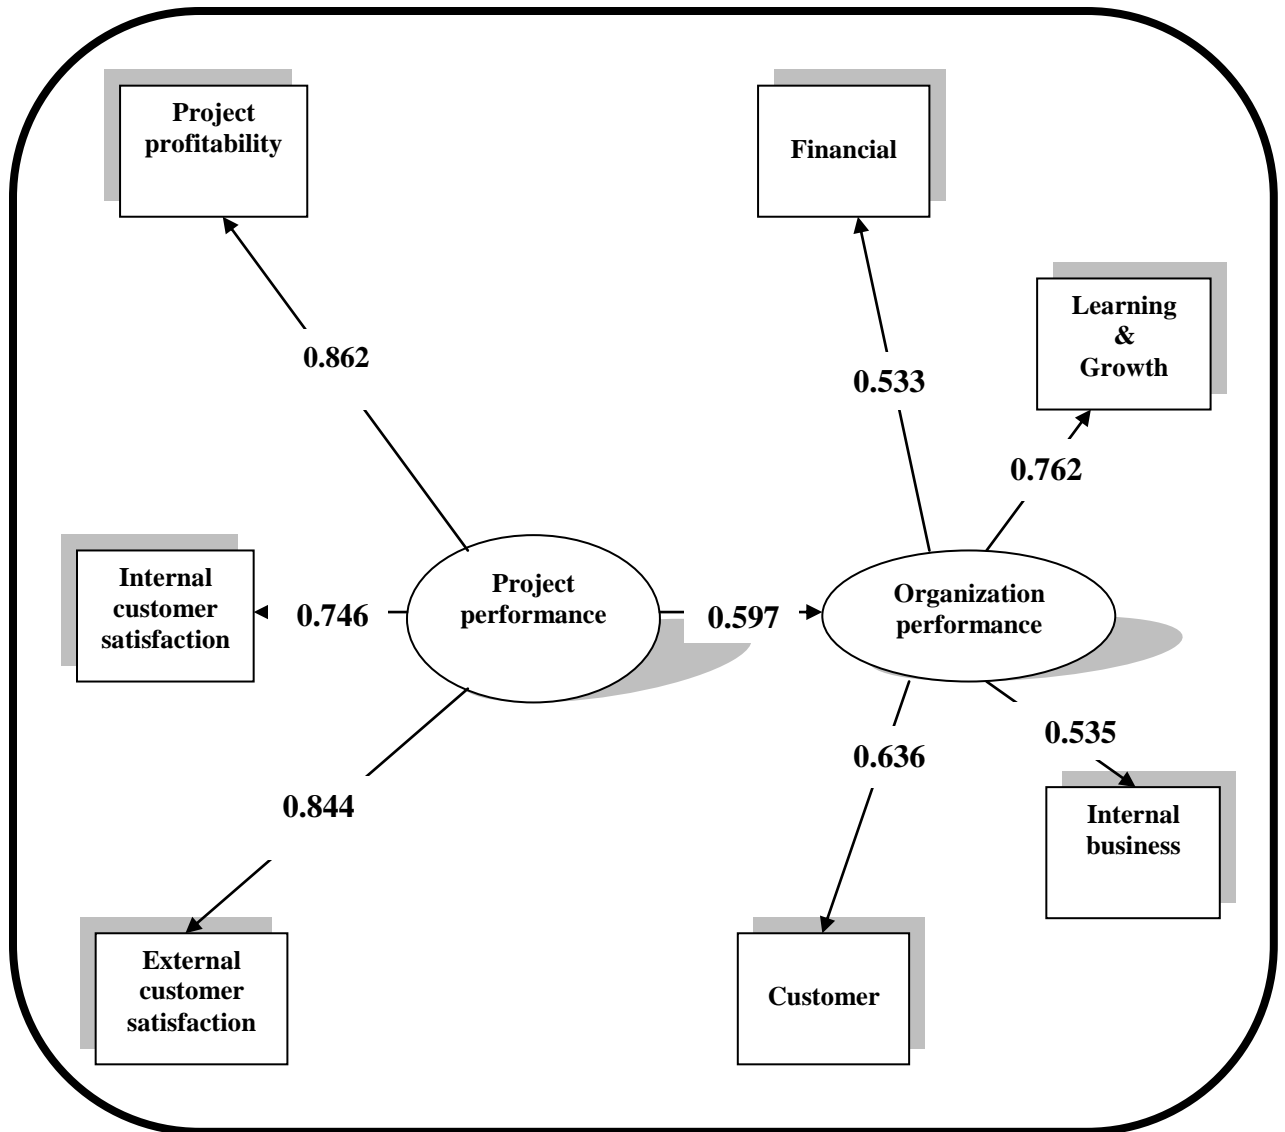 Project
profitability
Financial
Learning
&
Growth
0.862
0.533
0.762
Internal
customer
satisfaction
0.746
Project
performance
0.597
Organization
performance
0.844
0.636
0.535
Internal
business
External
customer
satisfaction
Customer